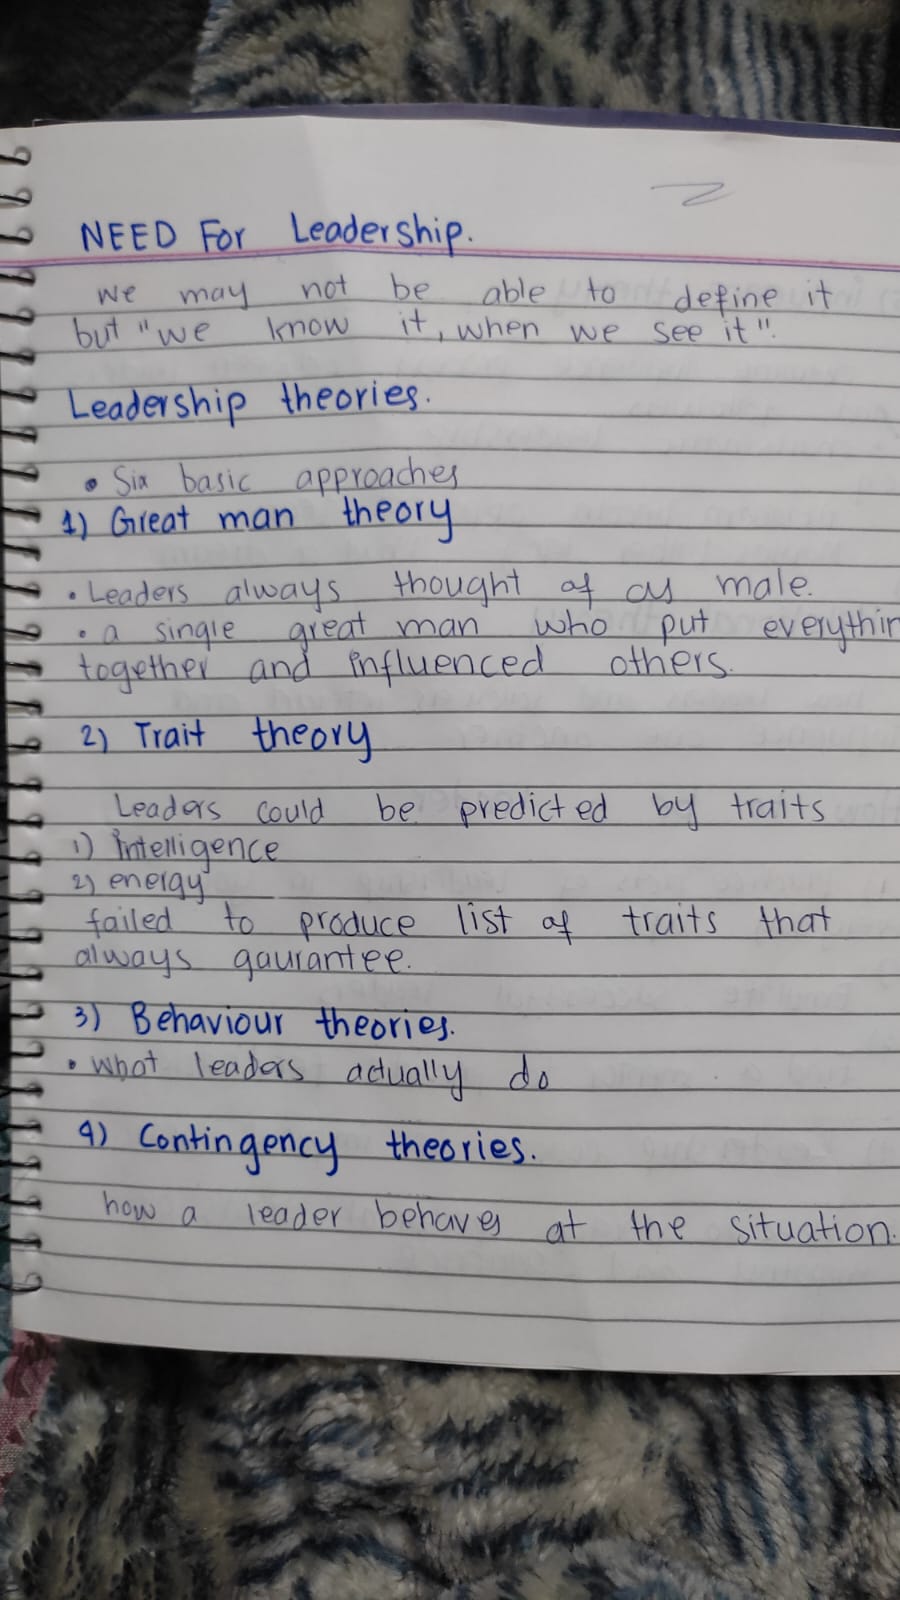 NEED For Leadership.
we may not be able to define it
but "we know it, when we see it".
Leadership theories.
• Six basic approaches
1) Great man theory
• Leaders always thought of as male.
• a single great man who put everythin
together and influenced others.
2) Trait theory
Leaders could be predicted by traits
1) intelligence
2) energy
failed to produce list of traits that
always gaurantee.
3) Behaviour theories.
• what leaders actually do
4) Contingency theories.
how a leader behaves at the situation.